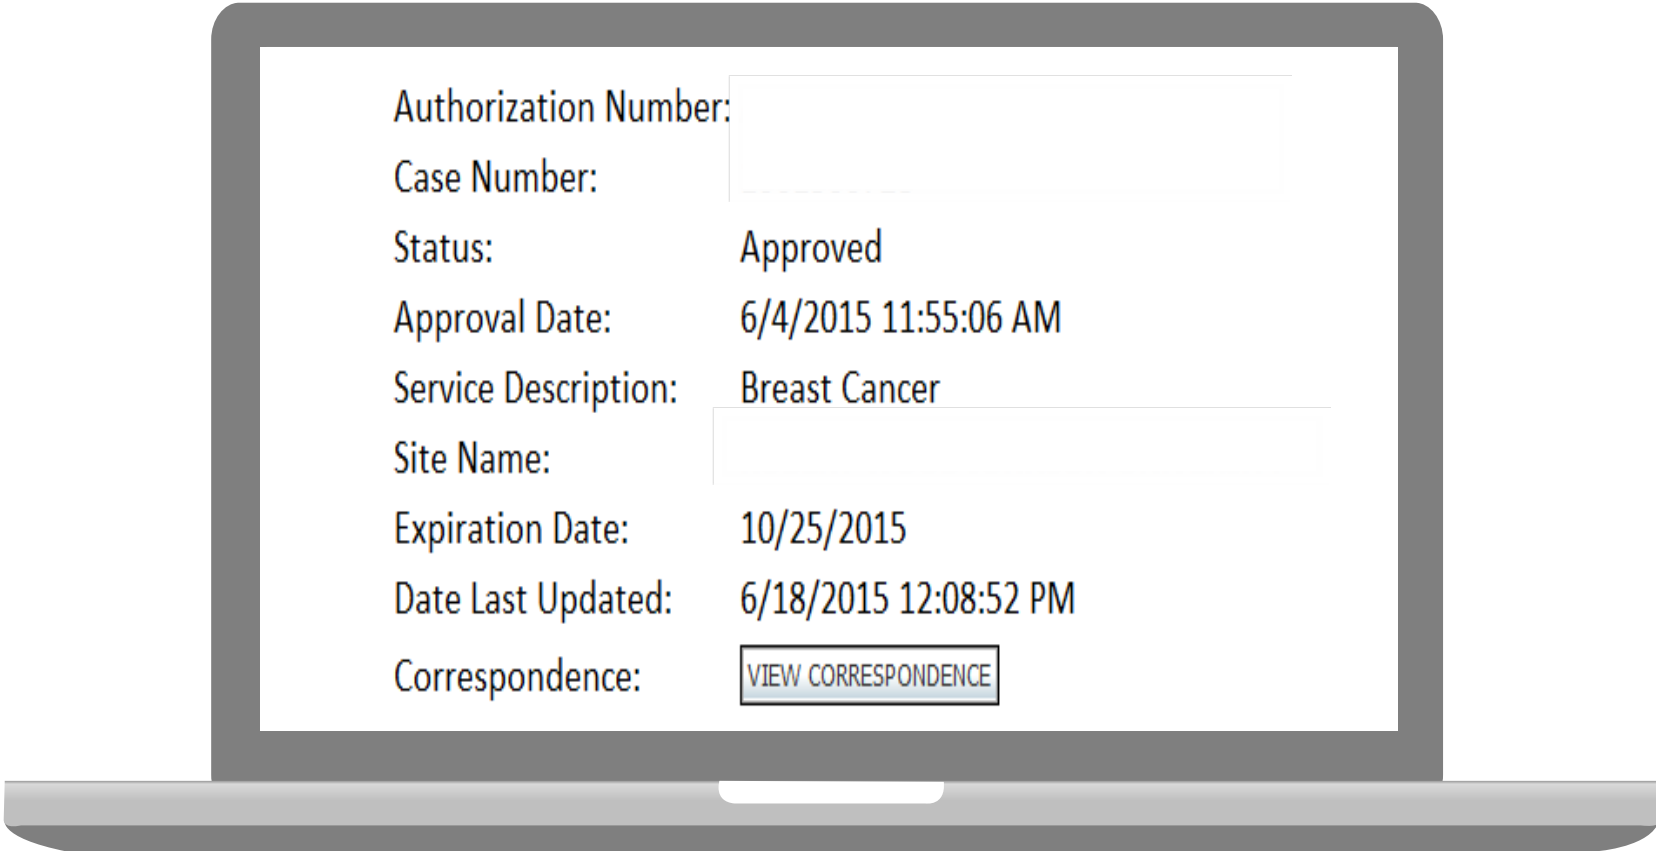 Authorization Number:
Case Number:
Status: Approved
Approval Date: 6/4/2015 11:55:06 AM
Service Description: Breast Cancer
Site Name:
Expiration Date: 10/25/2015
Date Last Updated: 6/18/2015 12:08:52 PM
Correspondence: VIEW CORRESPONDENCE